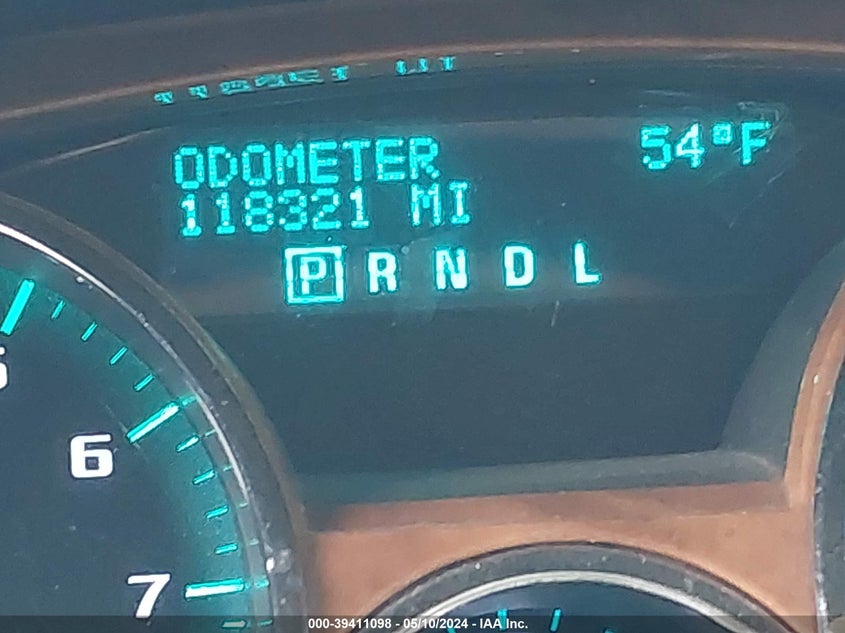 ODOMETER 54°F
118321 MI
P R N D L
6
7
000-39411098 - 05/10/2024 - IAA Inc.